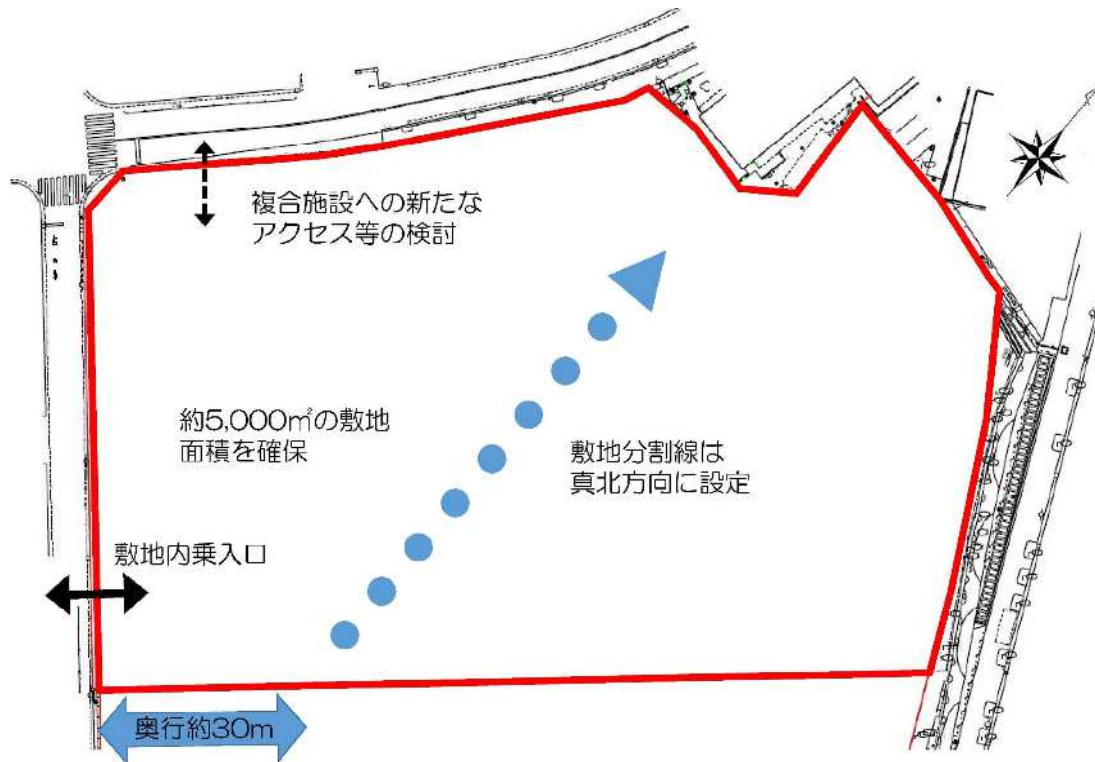 複合施設への新たな
アクセス等の検討
約5,000㎡の敷地
面積を確保
敷地分割線は
真北方向に設定
敷地内乗入口
奥行約30m